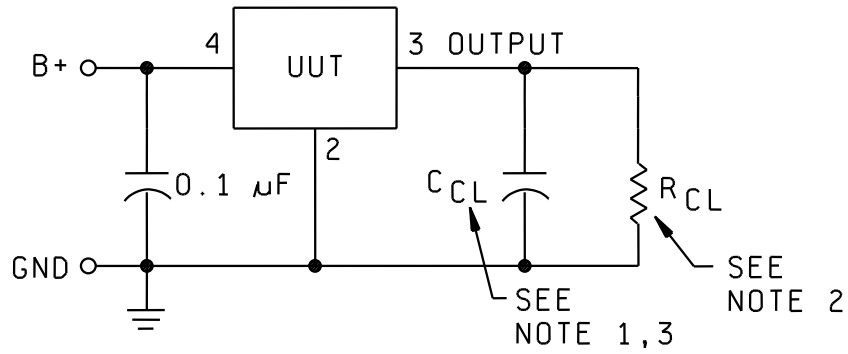 4
3 OUTPUT
B+
UUT
2
0.1 µF
C CL
R CL
GND
SEE
NOTE 2
SEE
NOTE 1,3